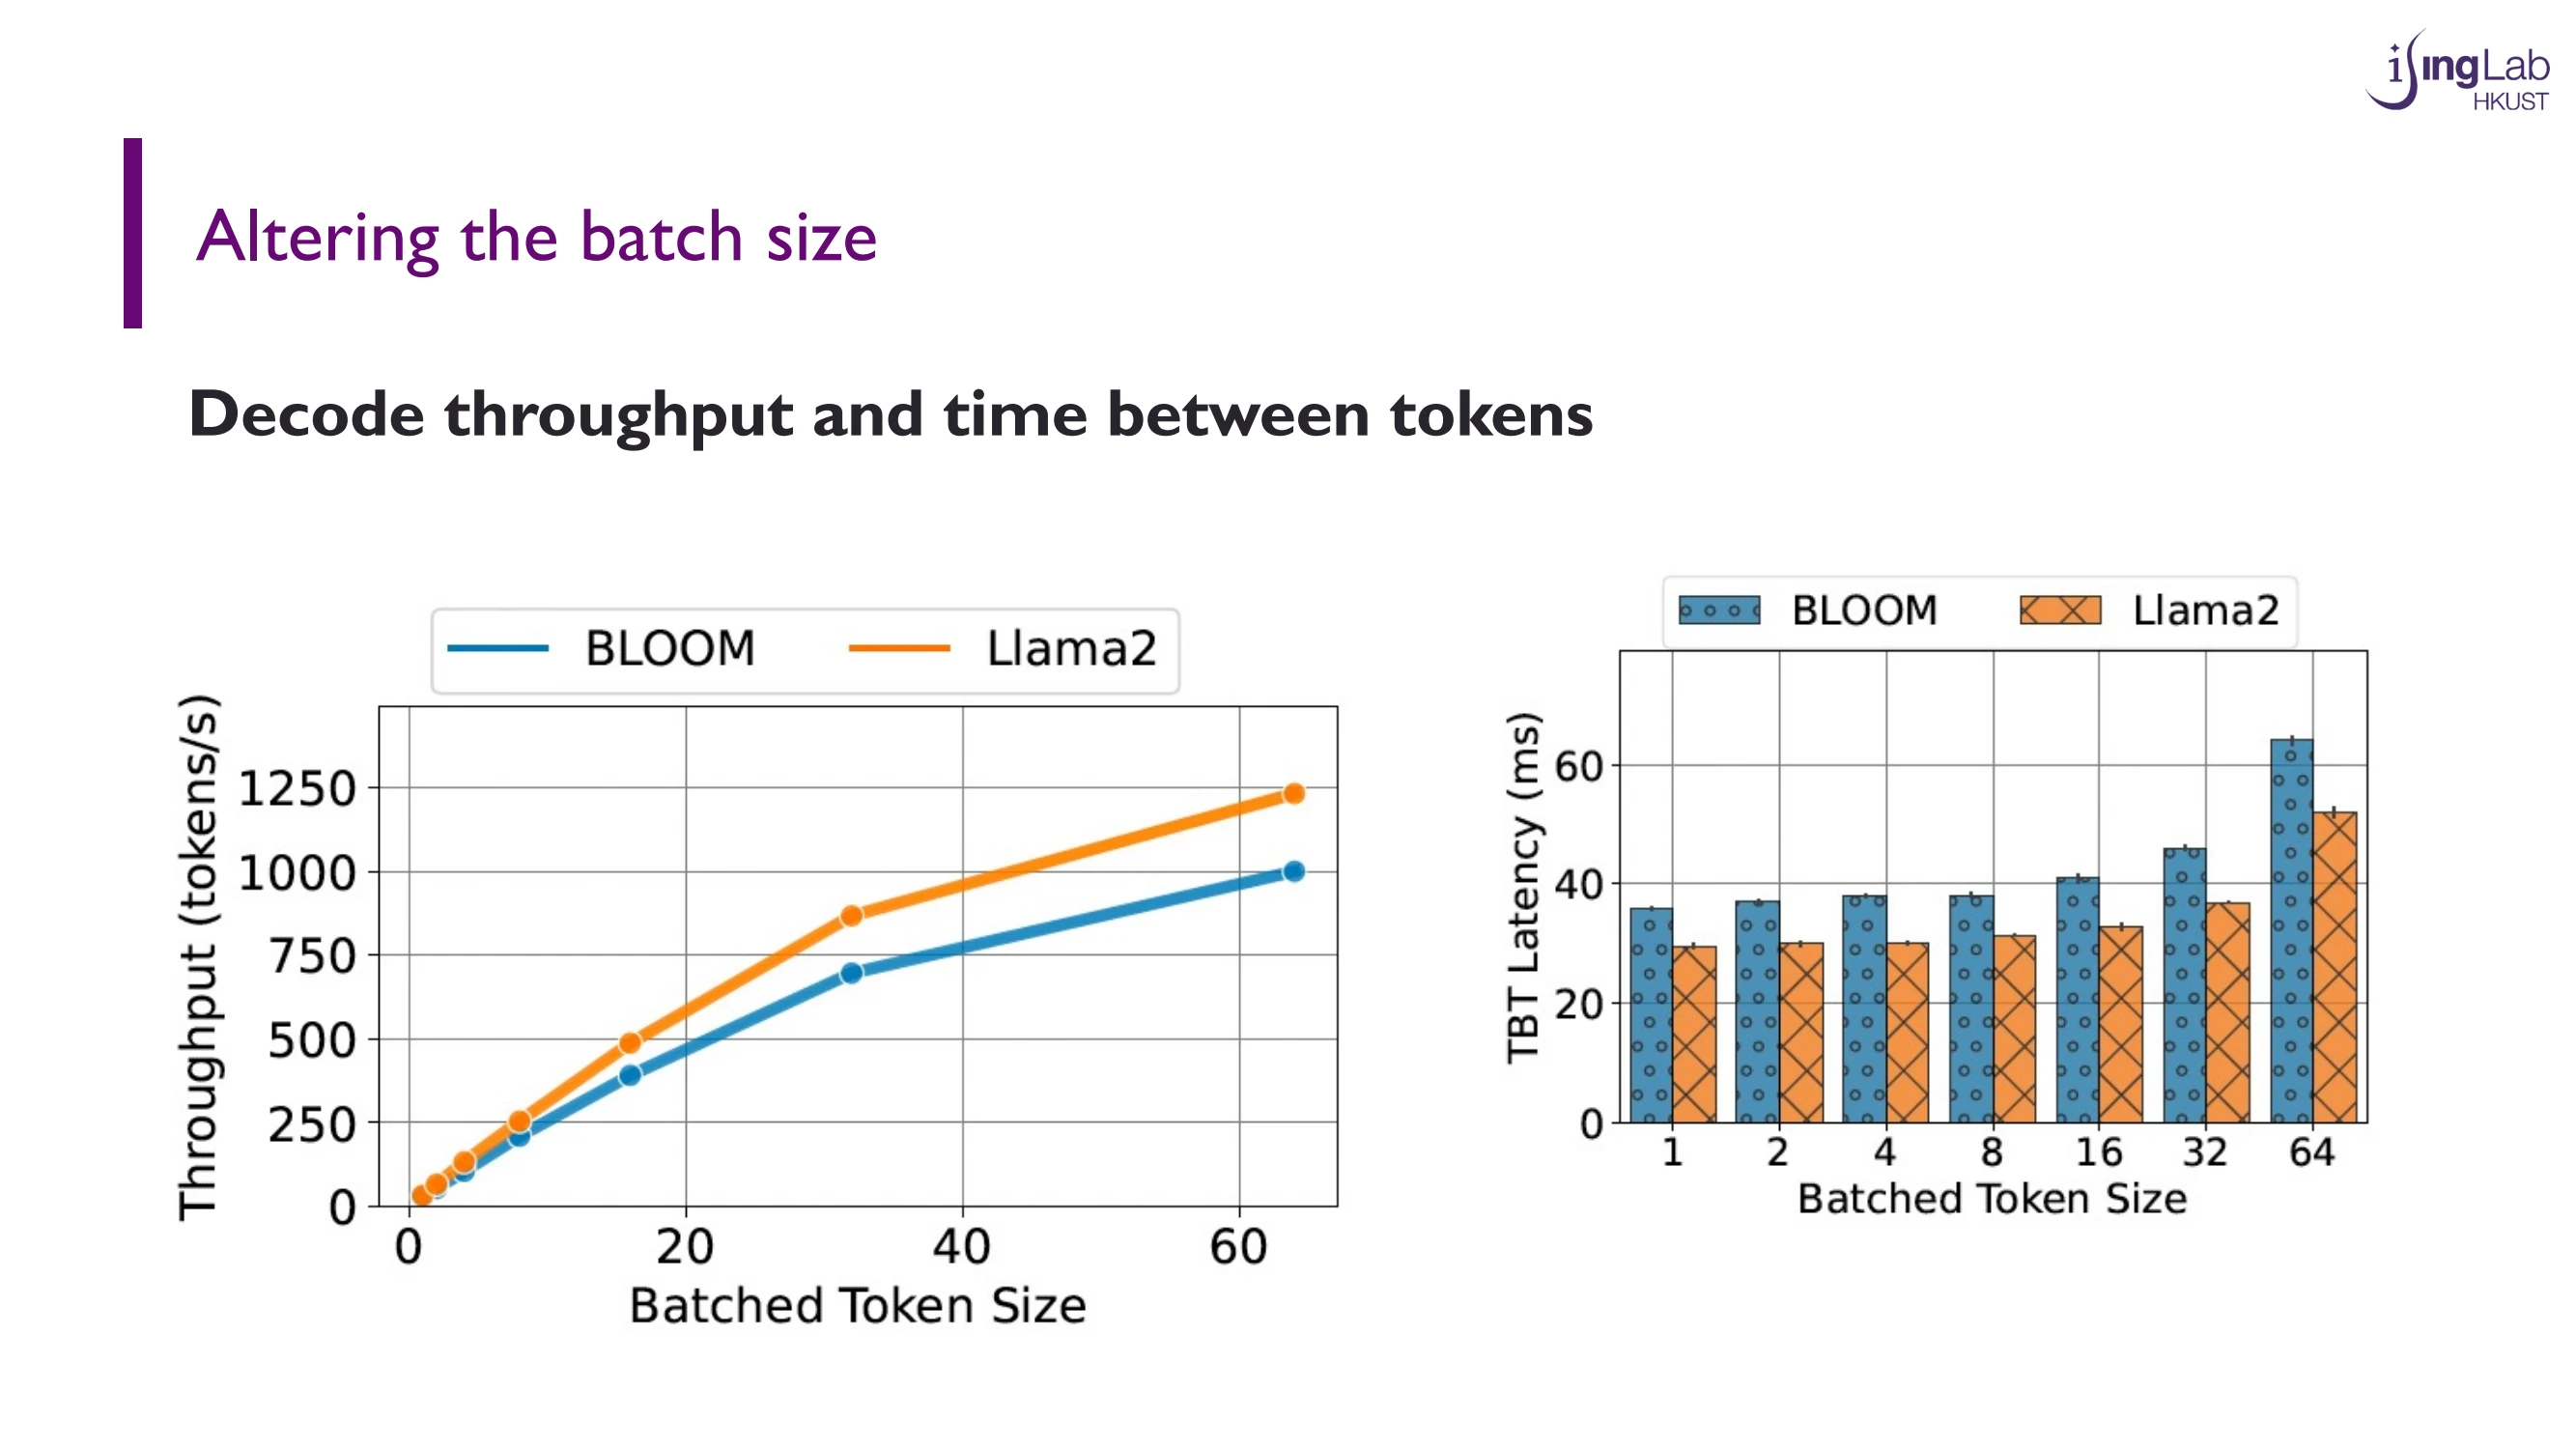 isingLab
HKUST
Altering the batch size
Decode throughput and time between tokens
BLOOM Llama2
Throughput (tokens/s)
1250
1000
750
500
250
0
0 20 40 60
Batched Token Size
BLOOM Llama2
TBT Latency (ms)
60
40
20
0
1 2 4 8 16 32 64
Batched Token Size